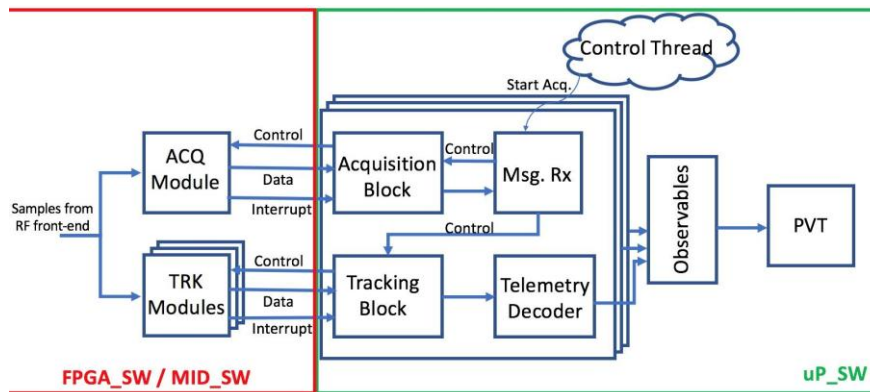 Control Thread
Start Acq.
Control
ACQ
Module
Data
Interrupt
Acquisition
Block
Control
Msg. Rx
Samples from
RF front-end
Control
TRK
Modules
Control
Data
Interrupt
Tracking
Block
Telemetry
Decoder
Observables
PVT
FPGA_SW / MID_SW
uP_SW